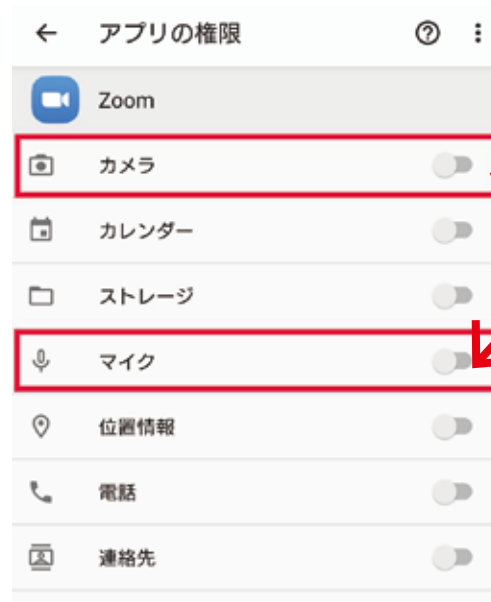 アプリの権限
Zoom
カメラ
カレンダー
ストレージ
マイク
位置情報
電話
連絡先